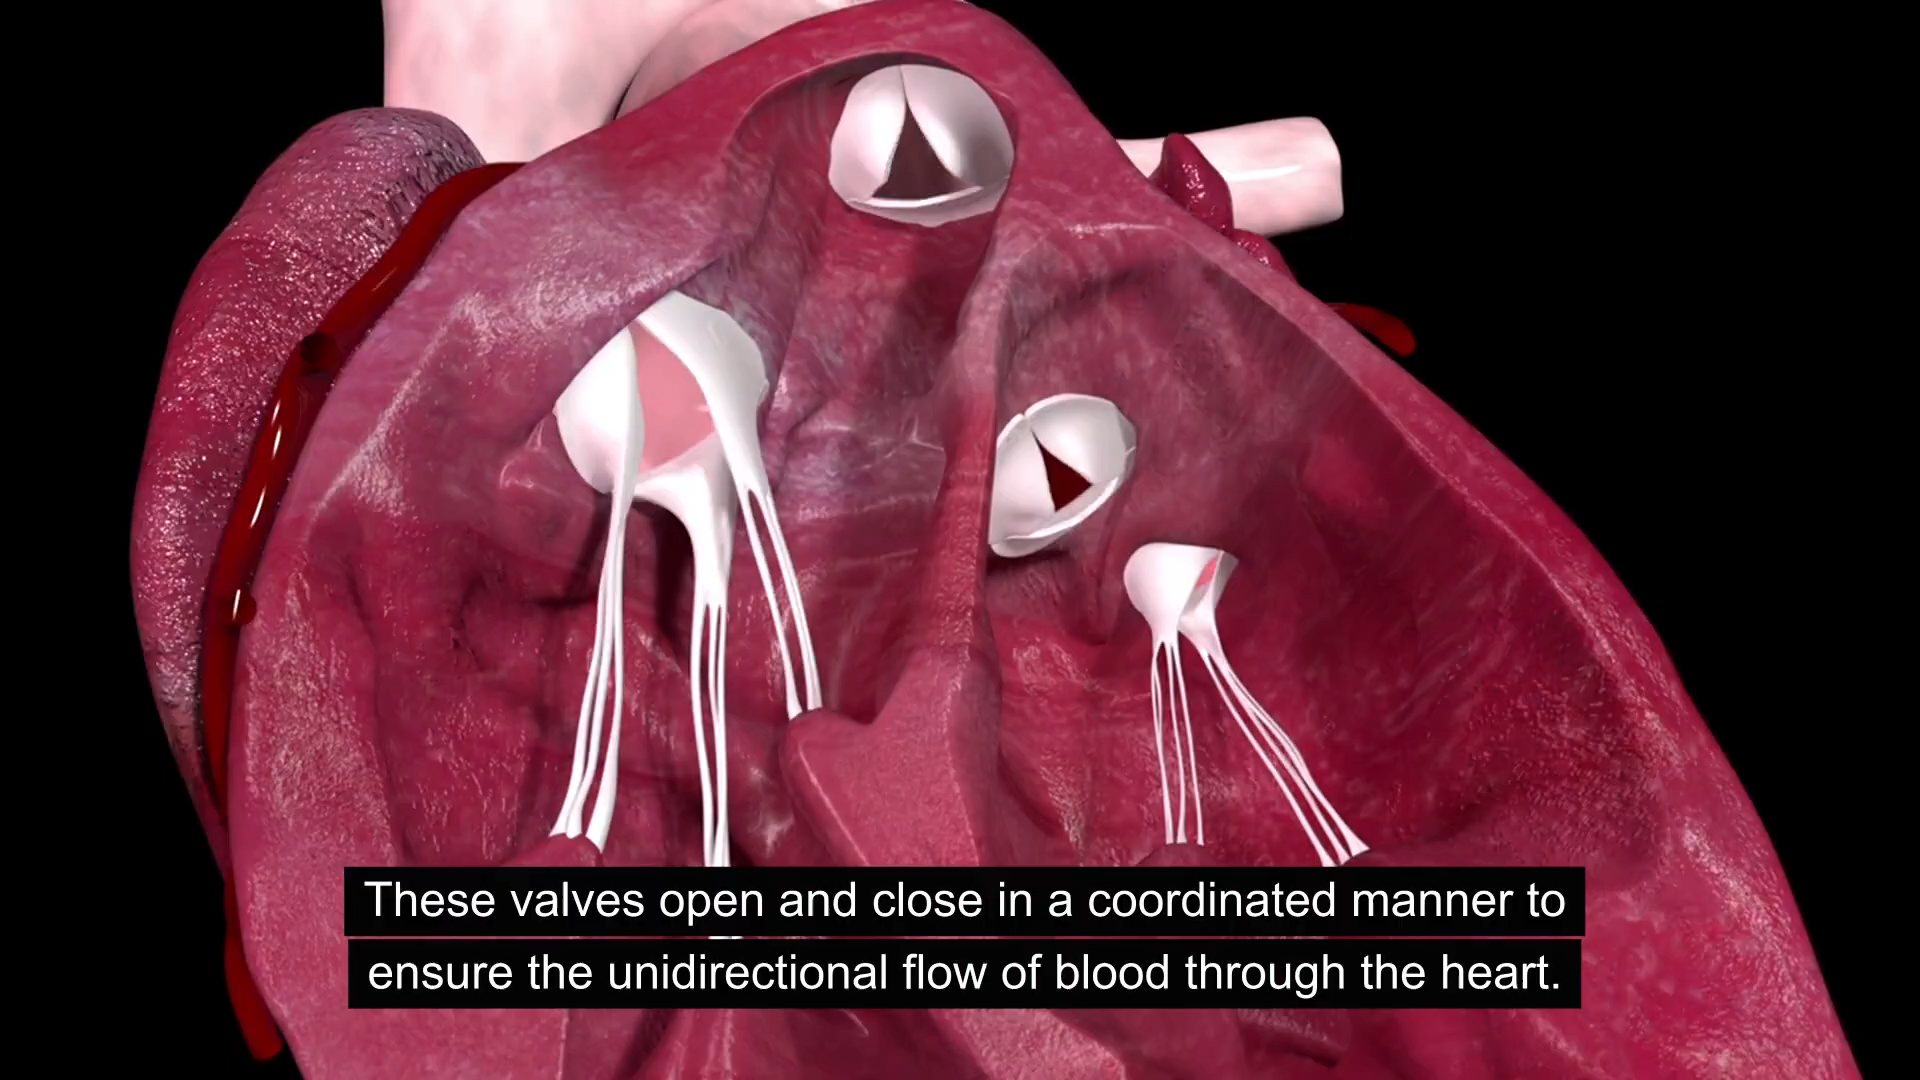 These valves open and close in a coordinated manner to
ensure the unidirectional flow of blood through the heart.